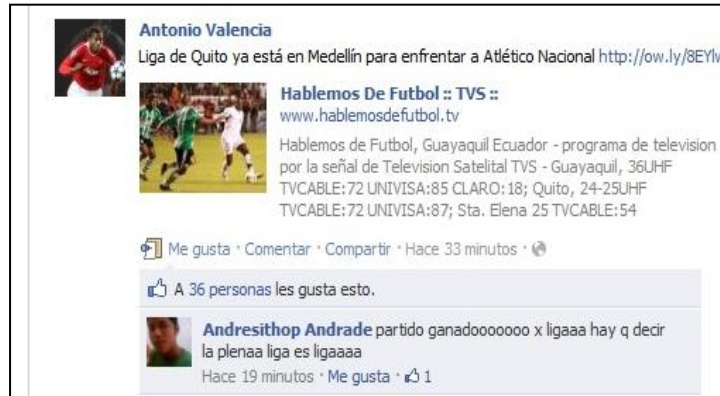 Antonio Valencia
Liga de Quito ya está en Medellín para enfrentar a Atlético Nacional http://ow.ly/8EYlw
Hablemos De Futbol :: TVS ::
www.hablemosdefutbol.tv
Hablemos de Futbol, Guayaquil Ecuador - programa de television
por la señal de Television Satelital TVS - Guayaquil, 36UHF
TVCABLE:72 UNIVISA:85 CLARO:18; Quito, 24-25UHF
TVCABLE:72 UNIVISA:87; Sta. Elena 25 TVCABLE:54
Me gusta · Comentar · Compartir · Hace 33 minutos ·
A 36 personas les gusta esto.
Andresithop Andrade partido ganadooooooo x ligaaa hay q decir
la plenaa liga es ligaaaa
Hace 19 minutos · Me gusta · 1